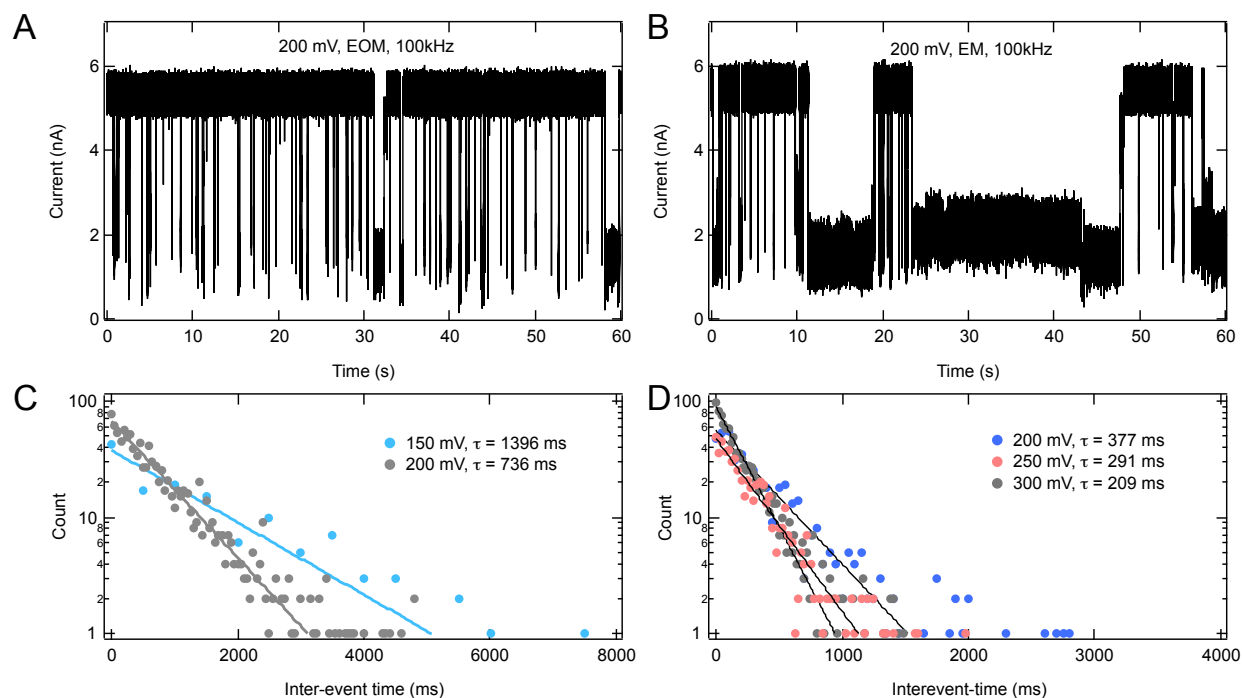 A
200 mV, EOM, 100kHz
6
4
2
0
Current (nA)
0 10 20 30 40 50 60
Time (s)
B
200 mV, EM, 100kHz
6
4
2
0
Current (nA)
0 10 20 30 40 50 60
Time (s)
C
100
8
6
4
2
10
8
6
4
2
1
Count
150 mV, τ = 1396 ms
200 mV, τ = 736 ms
0 2000 4000 6000 8000
Inter-event time (ms)
D
100
8
6
4
2
10
8
6
4
2
1
Count
200 mV, τ = 377 ms
250 mV, τ = 291 ms
300 mV, τ = 209 ms
0 1000 2000 3000 4000
Interevent-time (ms)